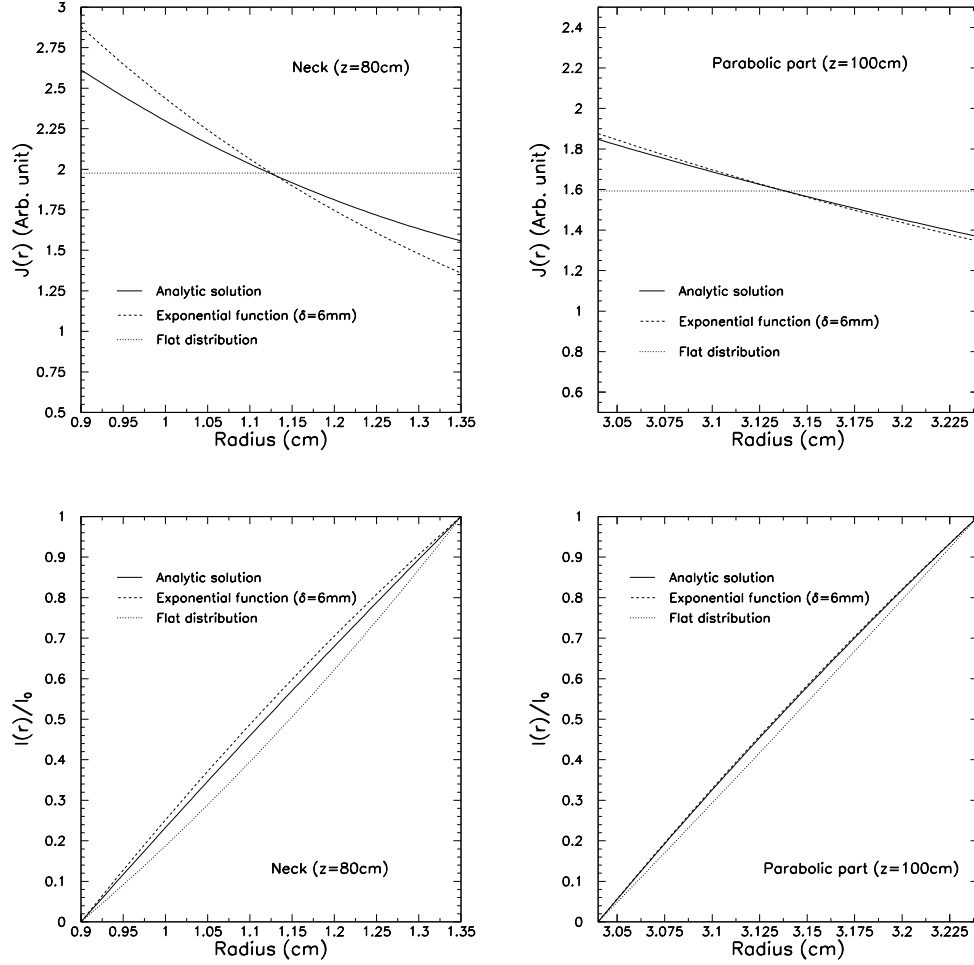 3
2.75
2.5
2.25
2
1.75
1.5
1.25
1
0.75
0.5
J(r) (Arb. unit)
Neck (z=80cm)
Analytic solution
Exponential function (δ=6mm)
Flat distribution
0.9 0.95 1 1.05 1.1 1.15 1.2 1.25 1.3 1.35
Radius (cm)
2.4
2.2
2
1.8
1.6
1.4
1.2
1
0.8
0.6
J(r) (Arb. unit)
Parabolic part (z=100cm)
Analytic solution
Exponential function (δ=6mm)
Flat distribution
3.05 3.075 3.1 3.125 3.15 3.175 3.2 3.225
Radius (cm)
1
0.9
0.8
0.7
0.6
0.5
0.4
0.3
0.2
0.1
0
I(r)/I₀
Analytic solution
Exponential function (δ=6mm)
Flat distribution
Neck (z=80cm)
0.9 0.95 1 1.05 1.1 1.15 1.2 1.25 1.3 1.35
Radius (cm)
1
0.9
0.8
0.7
0.6
0.5
0.4
0.3
0.2
0.1
0
I(r)/I₀
Analytic solution
Exponential function (δ=6mm)
Flat distribution
Parabolic part (z=100cm)
3.05 3.075 3.1 3.125 3.15 3.175 3.2 3.225
Radius (cm)